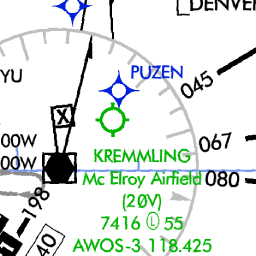 DENVER
PUZEN
YU
045
X
00W
067
00W
KREMMLING
Mc Elroy Airfield
080
(20V)
198
7416 L 55
40
AWOS-3 118.425